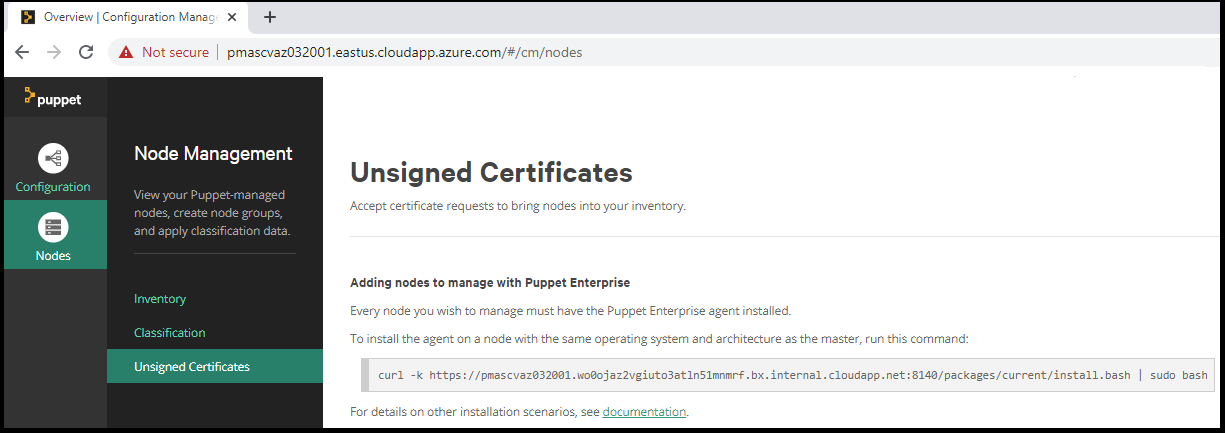 Overview | Configuration Manage
Not secure | pmascvaz032001.eastus.cloudapp.azure.com/#/cm/nodes
puppet
Configuration
Nodes
Node Management
View your Puppet-managed
nodes, create node groups,
and apply classification data.
Inventory
Classification
Unsigned Certificates
Unsigned Certificates
Accept certificate requests to bring nodes into your inventory.
Adding nodes to manage with Puppet Enterprise
Every node you wish to manage must have the Puppet Enterprise agent installed.
To install the agent on a node with the same operating system and architecture as the master, run this command:
curl -k https://pmascvaz032001.wo0ojaz2vgiuto3atln51mnmrf.bx.internal.cloudapp.net:8140/packages/current/install.bash | sudo bash
For details on other installation scenarios, see documentation.